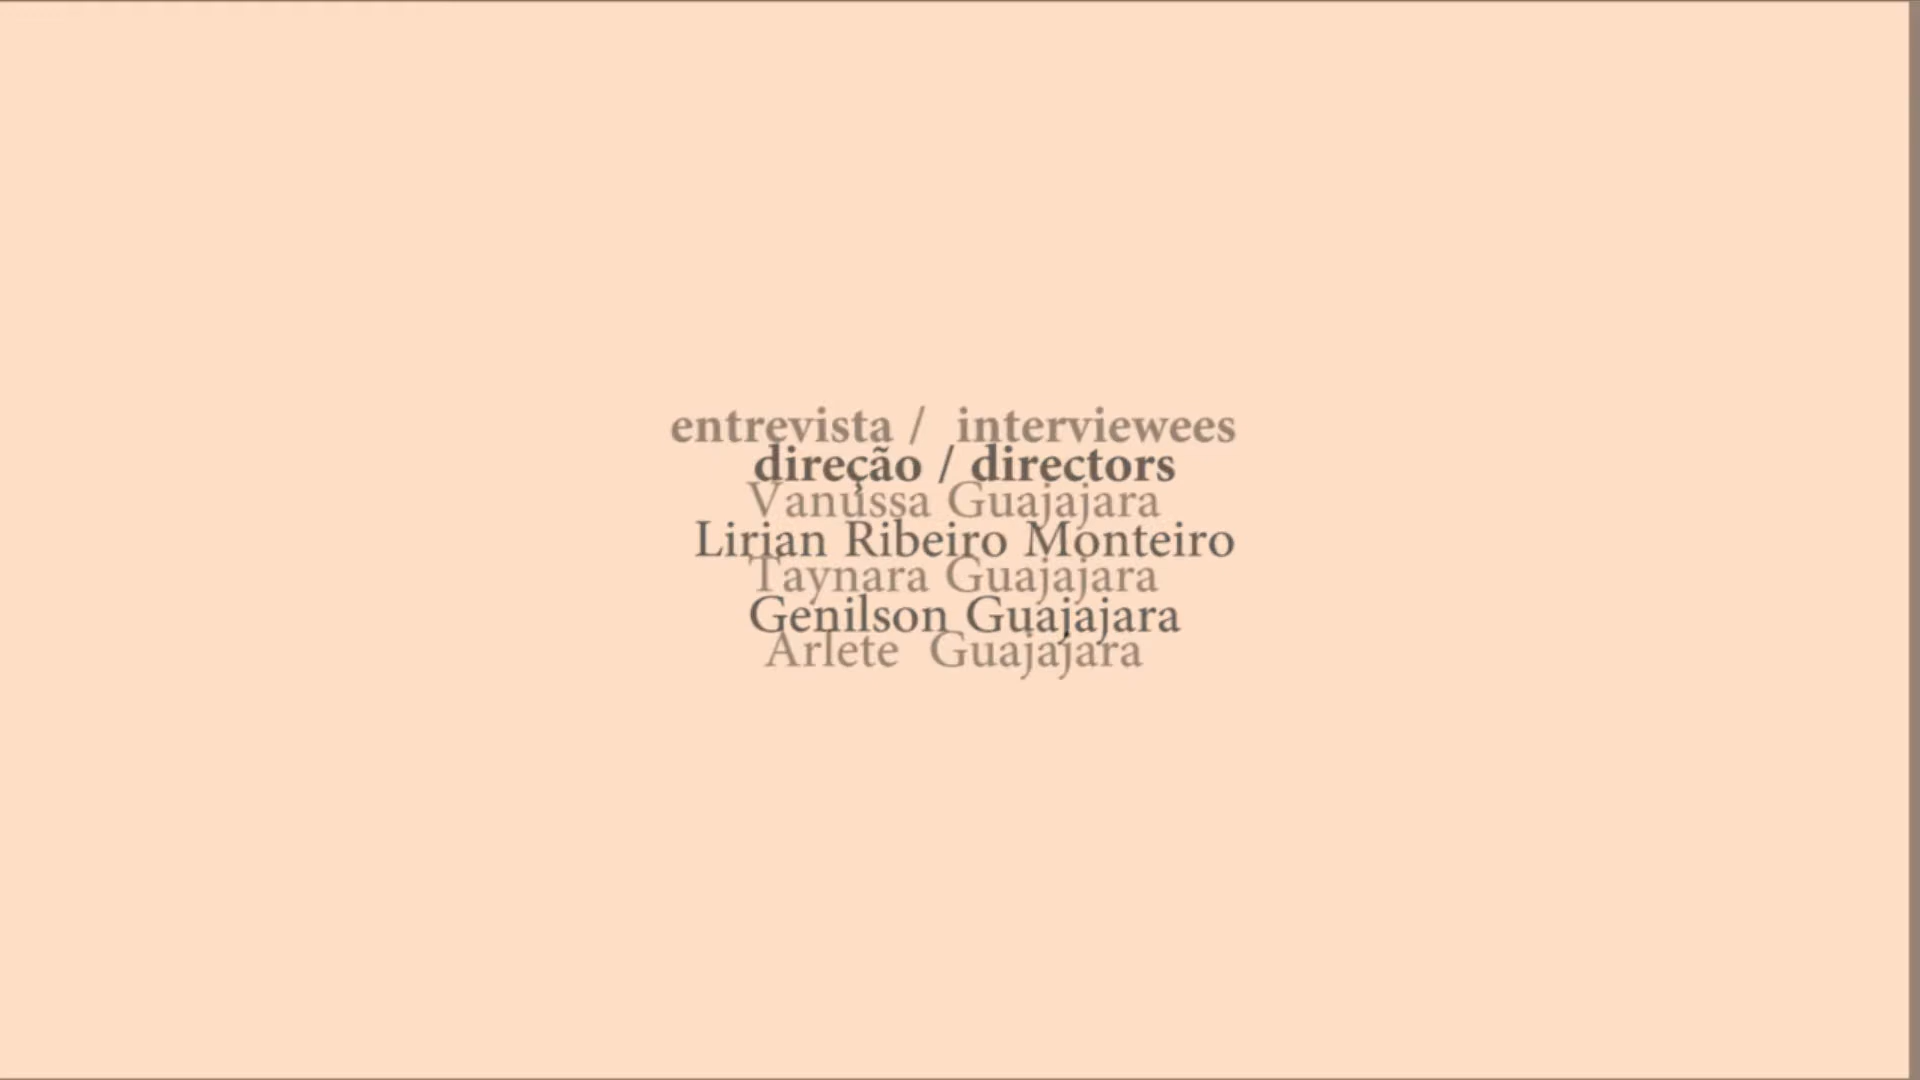 entrevista / interviewees
direção / directors
Vanussa Guajajara
Lirian Ribeiro Monteiro
Taynara Guajajara
Genilson Guajajara
Arlete Guajajara